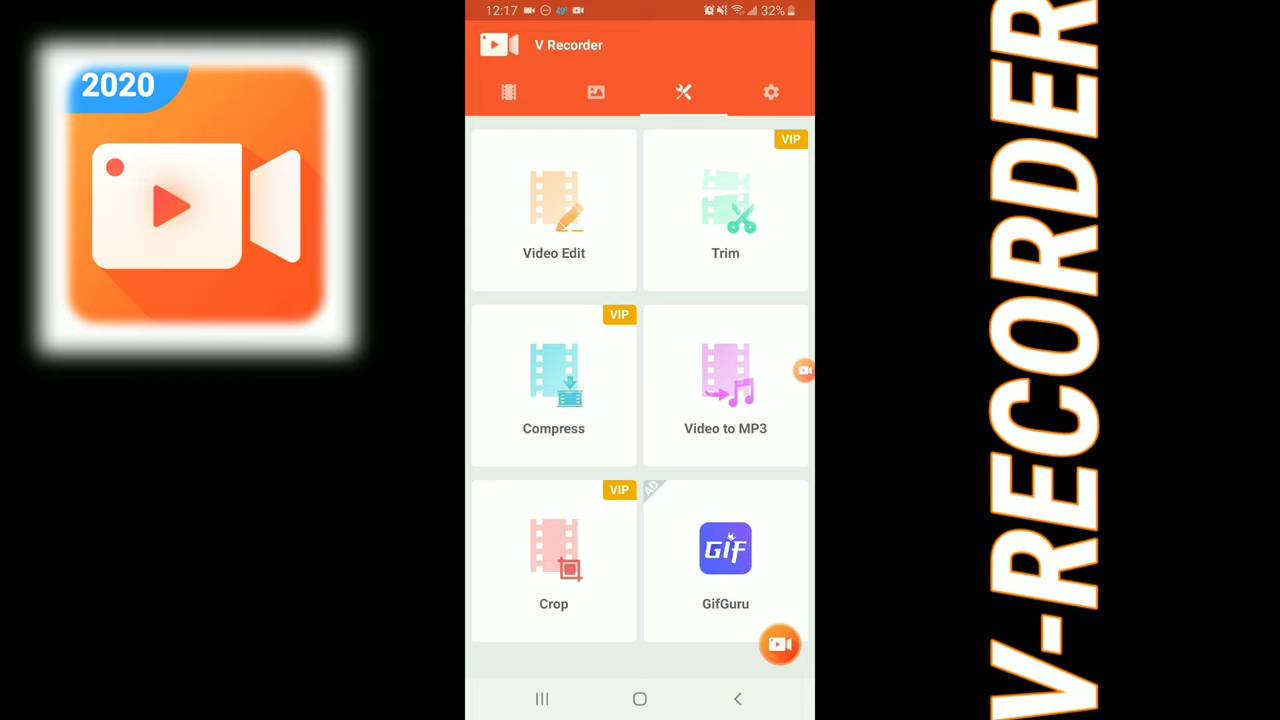 2020
12:17
49°
32%
V Recorder
VIP
Video Edit
Trim
VIP
Compress
Video to MP3
VIP
AD
GIF
Crop
GifGuru
V-RECORDER